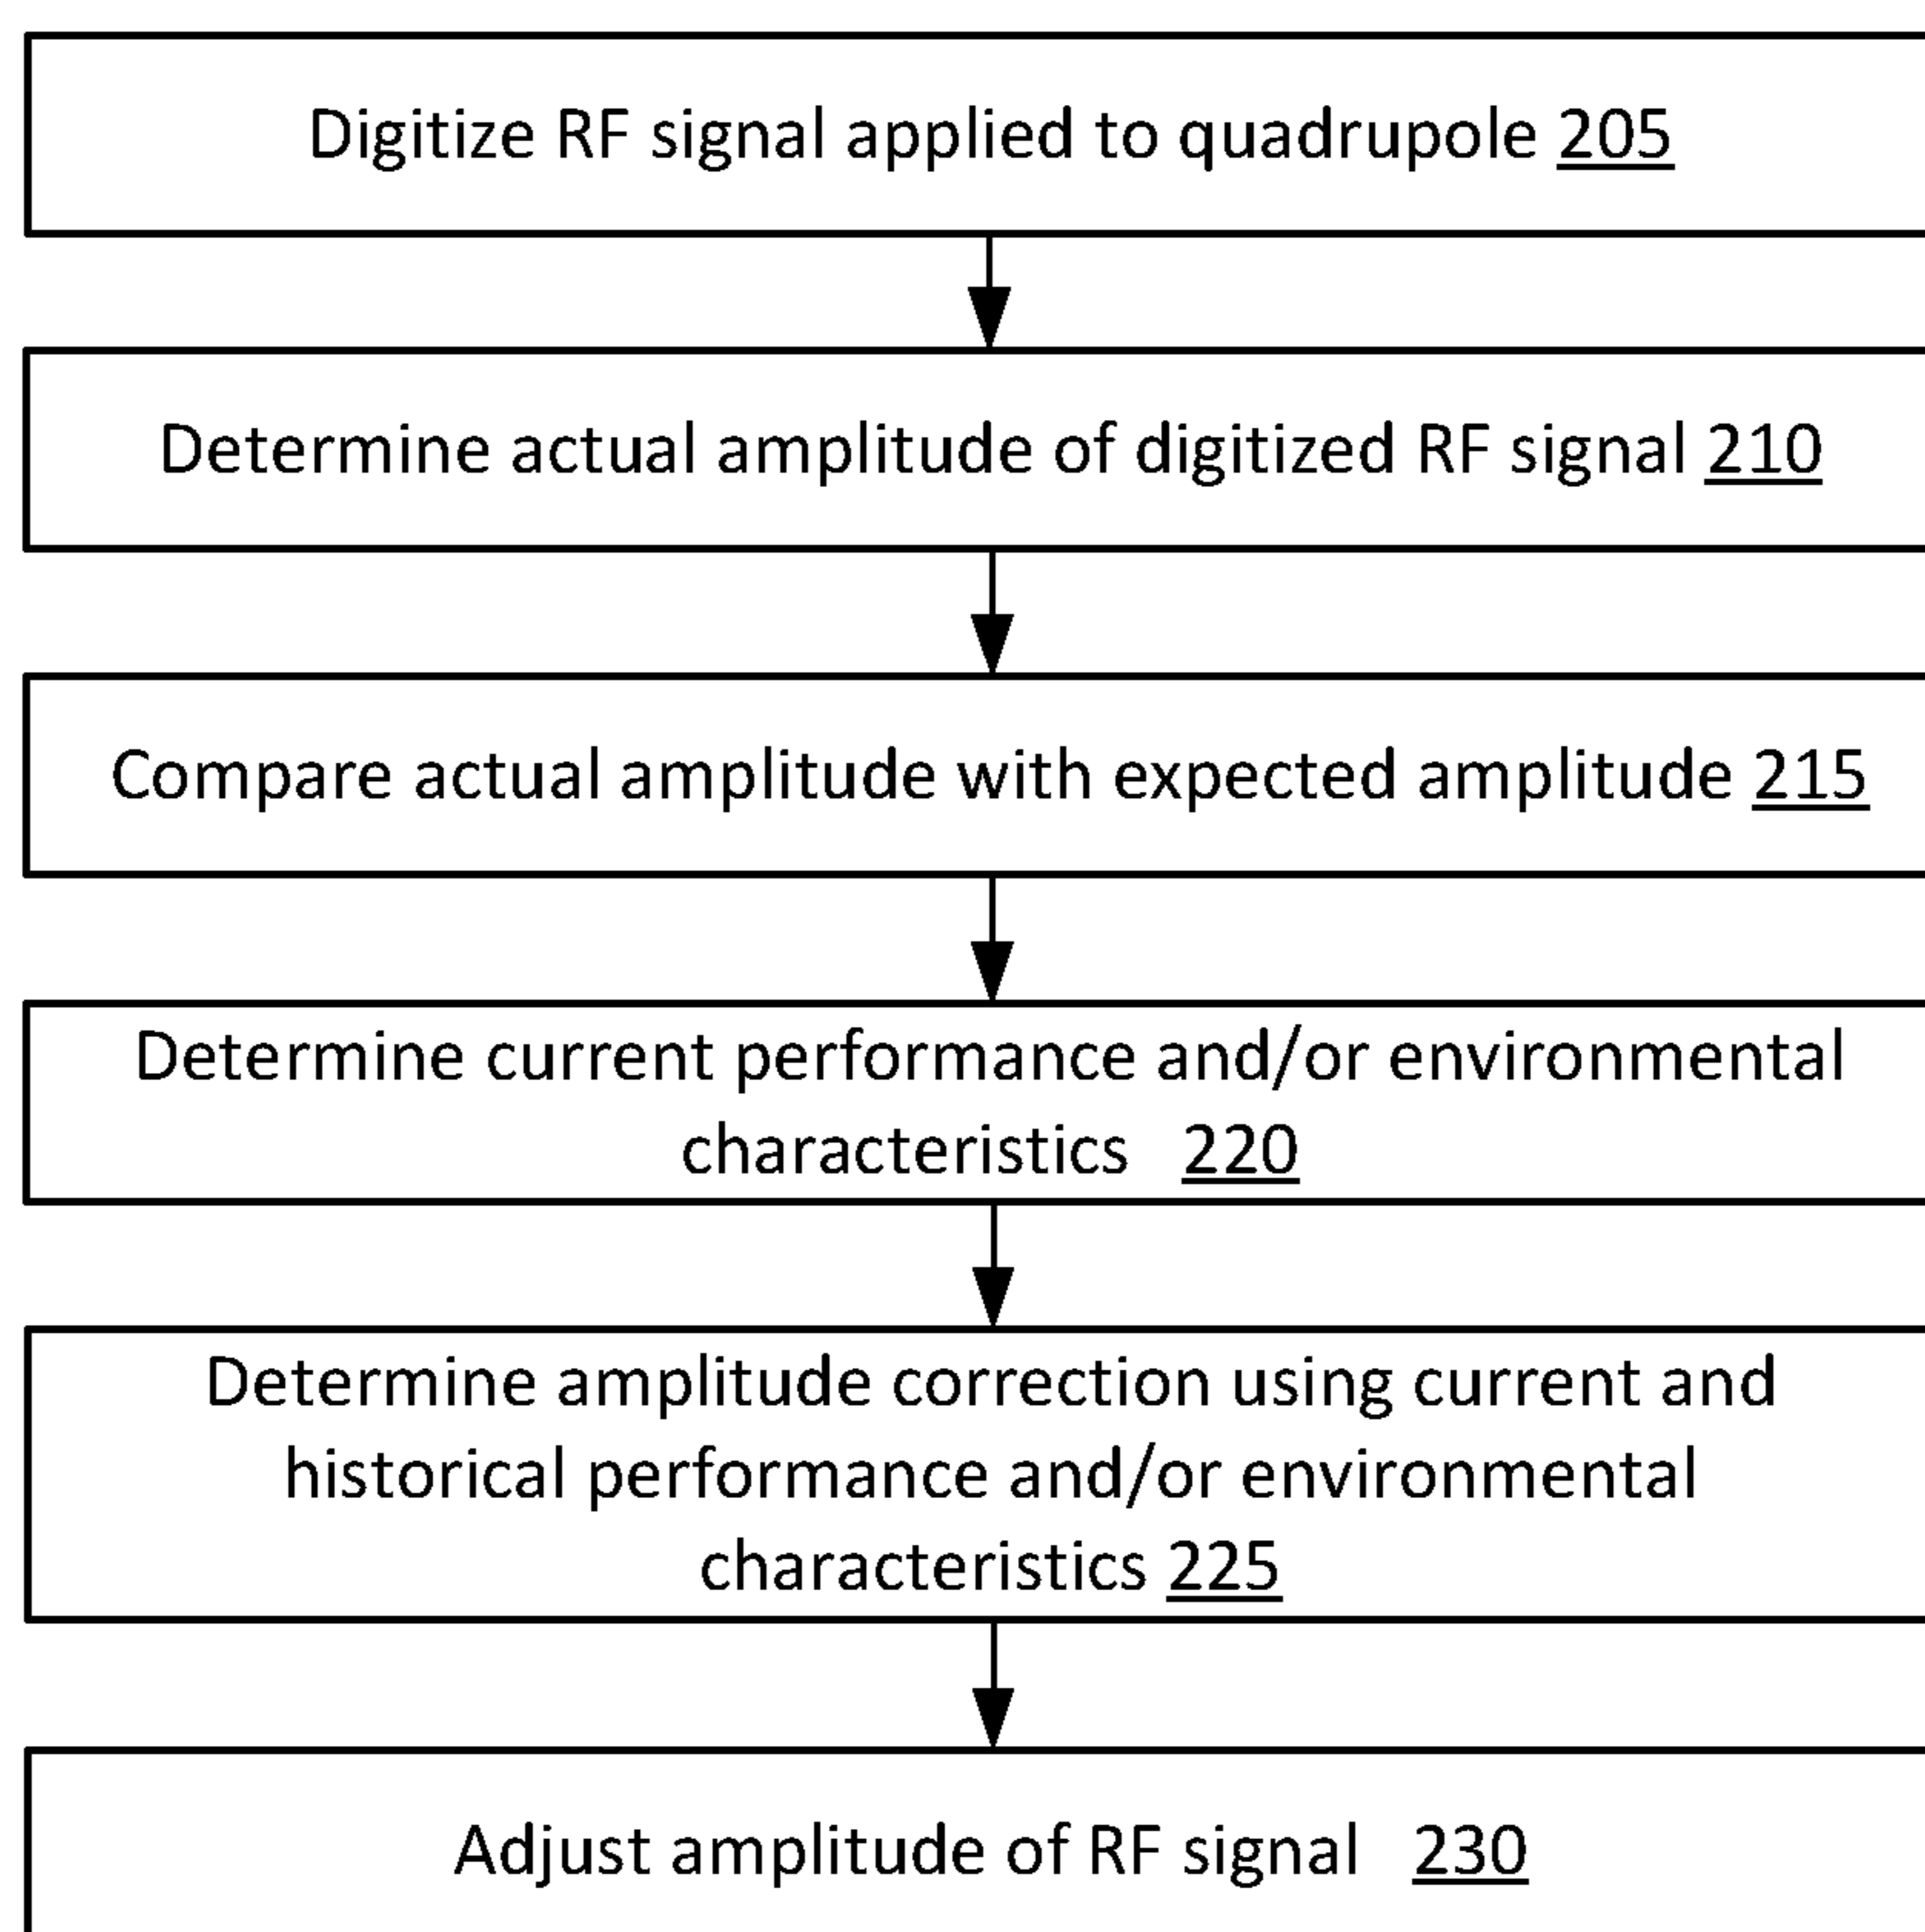 Digitize RF signal applied to quadrupole 205
Determine actual amplitude of digitized RF signal 210
Compare actual amplitude with expected amplitude 215
Determine current performance and/or environmental
characteristics 220
Determine amplitude correction using current and
historical performance and/or environmental
characteristics 225
Adjust amplitude of RF signal 230